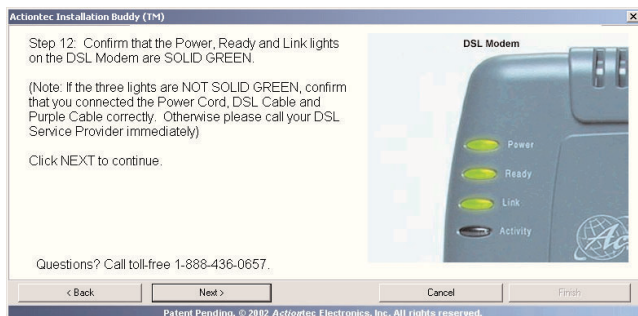 Actiontec Installation Buddy (TM)
Step 12: Confirm that the Power, Ready and Link lights
on the DSL Modem are SOLID GREEN.
(Note: If the three lights are NOT SOLID GREEN, confirm
that you connected the Power Cord, DSL Cable and
Purple Cable correctly. Otherwise please call your DSL
Service Provider immediately)
Click NEXT to continue.
Questions? Call toll-free 1-888-436-0657.
DSL Modem
Power
Ready
Link
Activity
< Back
Next >
Cancel
Finish
Patent Pending. © 2002 Actiontec Electronics, Inc. All rights reserved.